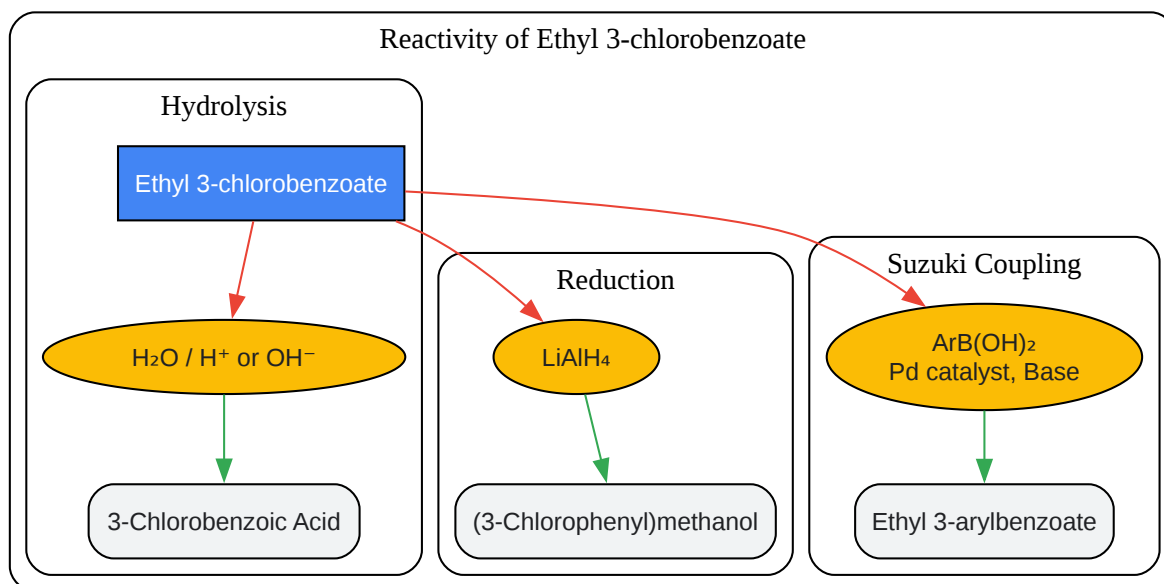 Reactivity of Ethyl 3-chlorobenzoate
Hydrolysis
Ethyl 3-chlorobenzoate
H₂O / H⁺ or OH⁻
3-Chlorobenzoic Acid
Reduction
LiAlH₄
(3-Chlorophenyl)methanol
Suzuki Coupling
ArB(OH)₂
Pd catalyst, Base
Ethyl 3-arylbenzoate